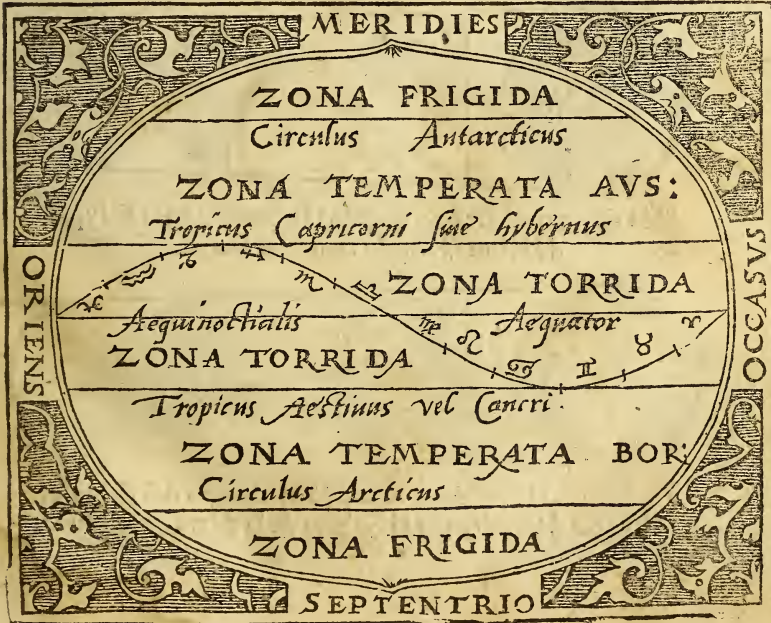 MERIDIES
ZONA FRIGIDA
Circulus Antarcticus
ZONA TEMPERATA AVS:
Tropicus Capricorni siue hybernus
ZONA TORRIDA
♓ ♒ ♑ ♐ ♏ ♎
Aequinoctialis Aequator
♍ ♌ ♋ ♊ ♉ ♈
ZONA TORRIDA
Tropicus Aestiuus vel Cancri.
ZONA TEMPERATA BOR:
Circulus Arcticus
ZONA FRIGIDA
SEPTENTRIO
ORIENS
OCCASVS